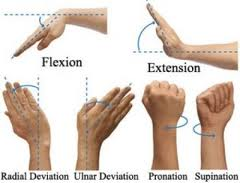 Flexion
Extension
Radial Deviation
Ulnar Deviation
Pronation
Supination